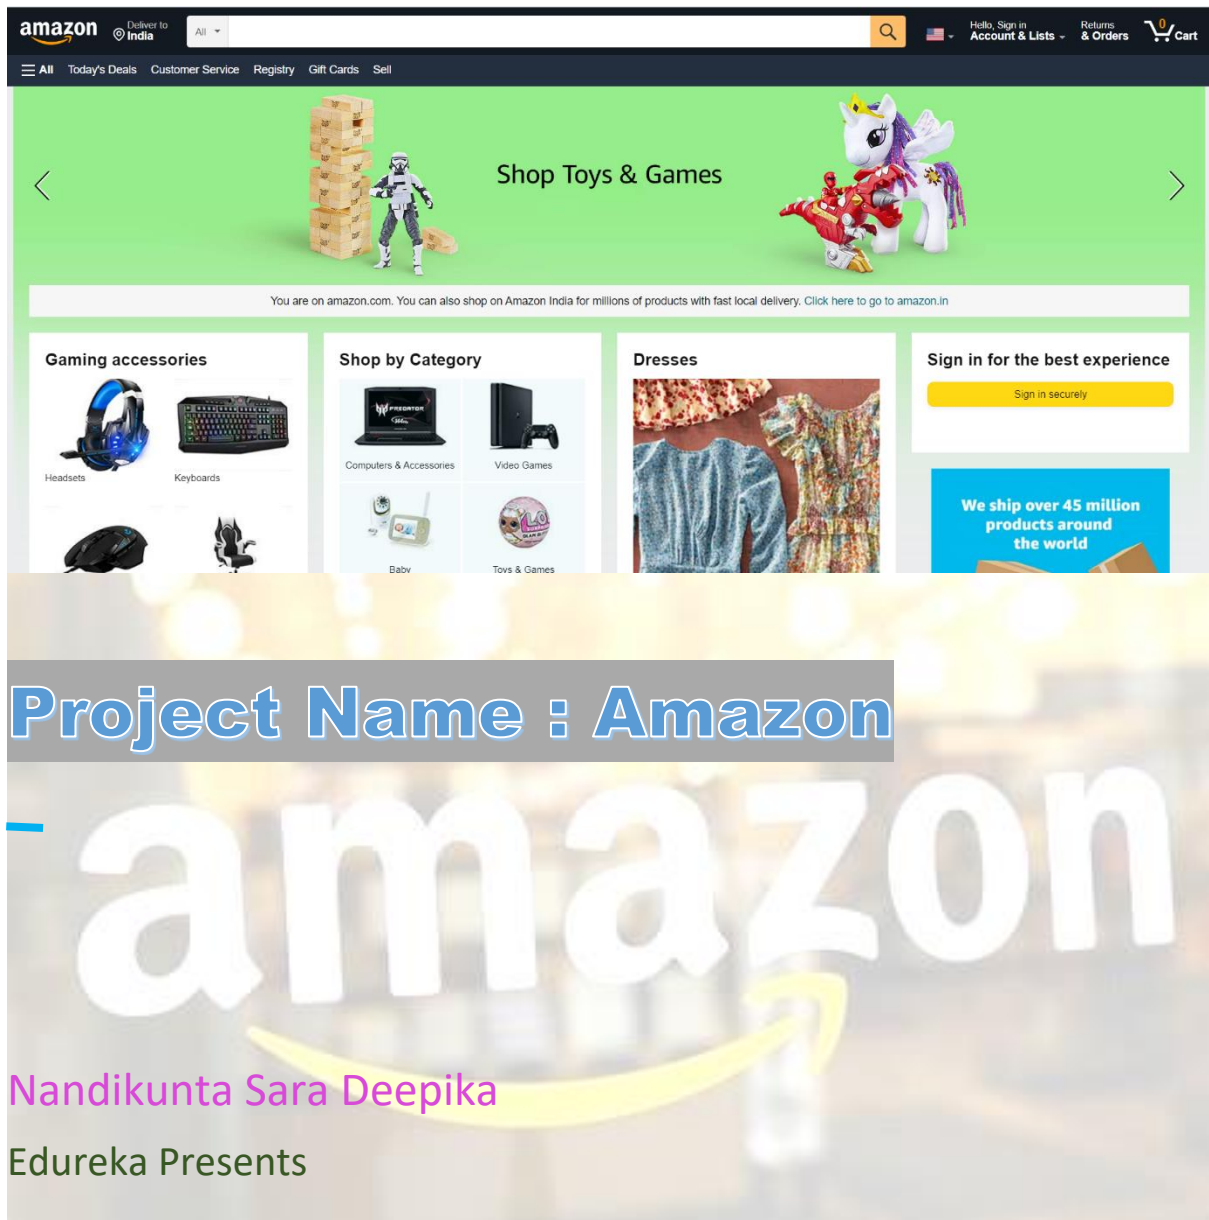 amazon
Deliver to
India
All
Hello, Sign in
Account & Lists
Returns
& Orders
0
Cart
All Today's Deals Customer Service Registry Gift Cards Sell
Shop Toys & Games
You are on amazon.com. You can also shop on Amazon India for millions of products with fast local delivery. Click here to go to amazon.in
Gaming accessories
Headsets
Keyboards
Shop by Category
PREDATOR
Computers & Accessories
Video Games
Baby
Toys & Games
Dresses
Sign in for the best experience
Sign in securely
We ship over 45 million
products around
the world
Project Name : Amazon
amazon
Nandikunta Sara Deepika
Edureka Presents